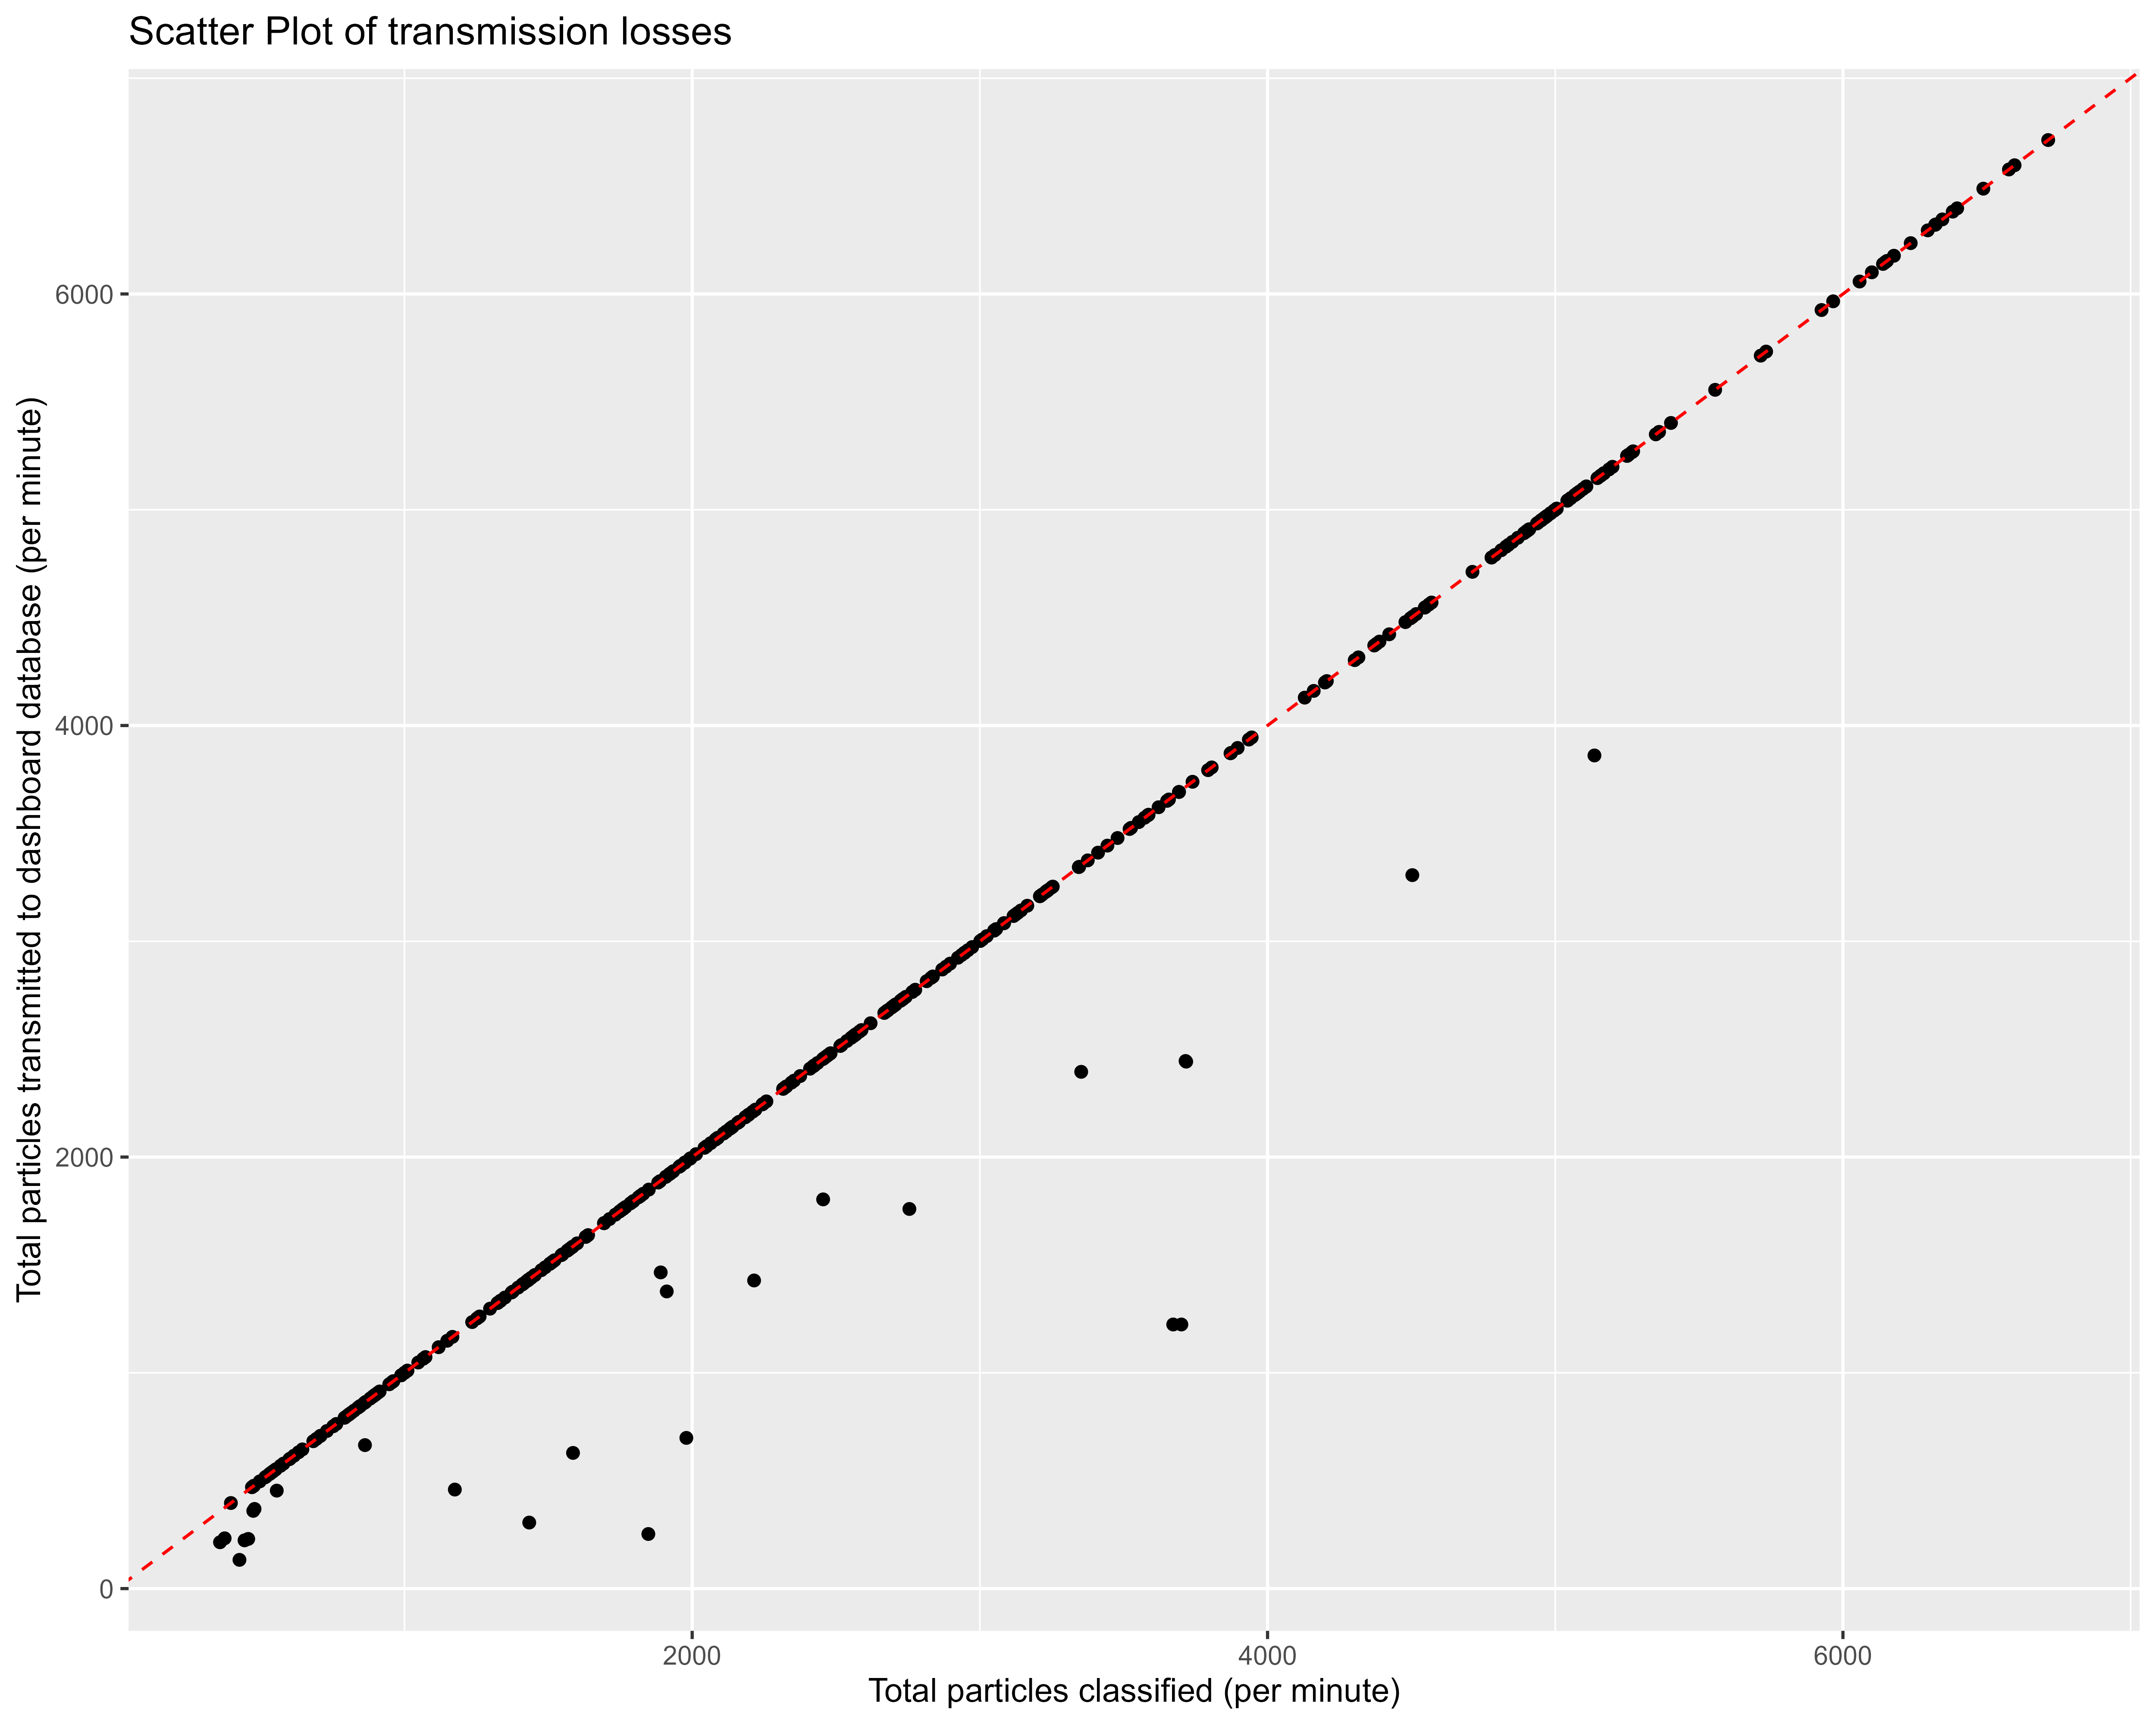 Scatter Plot of transmission losses
Total particles transmitted to dashboard database (per minute)
6000
4000
2000
0
2000 4000 6000
Total particles classified (per minute)